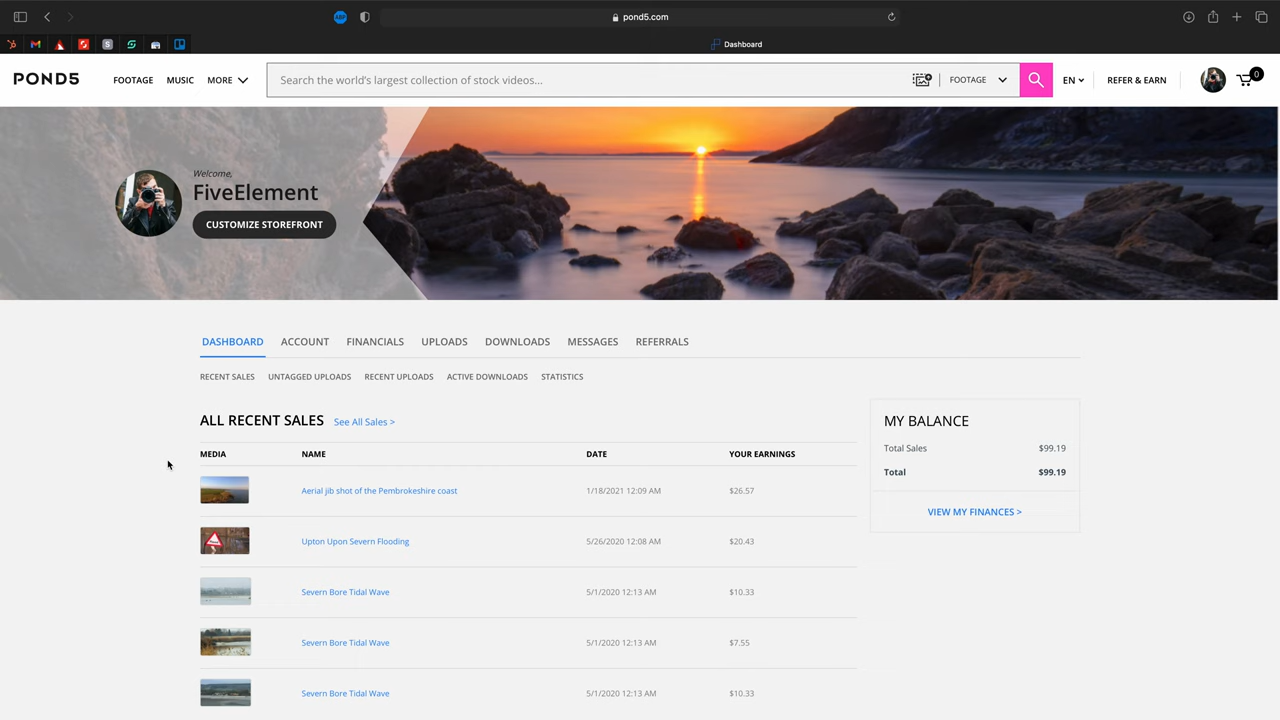 pond5.com
ABP
S
Dashboard
POND5
FOOTAGE MUSIC MORE
Search the world's largest collection of stock videos...
FOOTAGE
EN
REFER & EARN
0
Welcome,
FiveElement
CUSTOMIZE STOREFRONT
DASHBOARD ACCOUNT FINANCIALS UPLOADS DOWNLOADS MESSAGES REFERRALS
RECENT SALES UNTAGGED UPLOADS RECENT UPLOADS ACTIVE DOWNLOADS STATISTICS
ALL RECENT SALES See All Sales >
MEDIA NAME DATE YOUR EARNINGS
Aerial jib shot of the Pembrokeshire coast 1/18/2021 12:09 AM $26.57
Upton Upon Severn Flooding 5/26/2020 12:08 AM $20.43
Severn Bore Tidal Wave 5/1/2020 12:13 AM $10.33
Severn Bore Tidal Wave 5/1/2020 12:13 AM $7.55
Severn Bore Tidal Wave 5/1/2020 12:13 AM $10.33
MY BALANCE
Total Sales $99.19
Total $99.19
VIEW MY FINANCES >